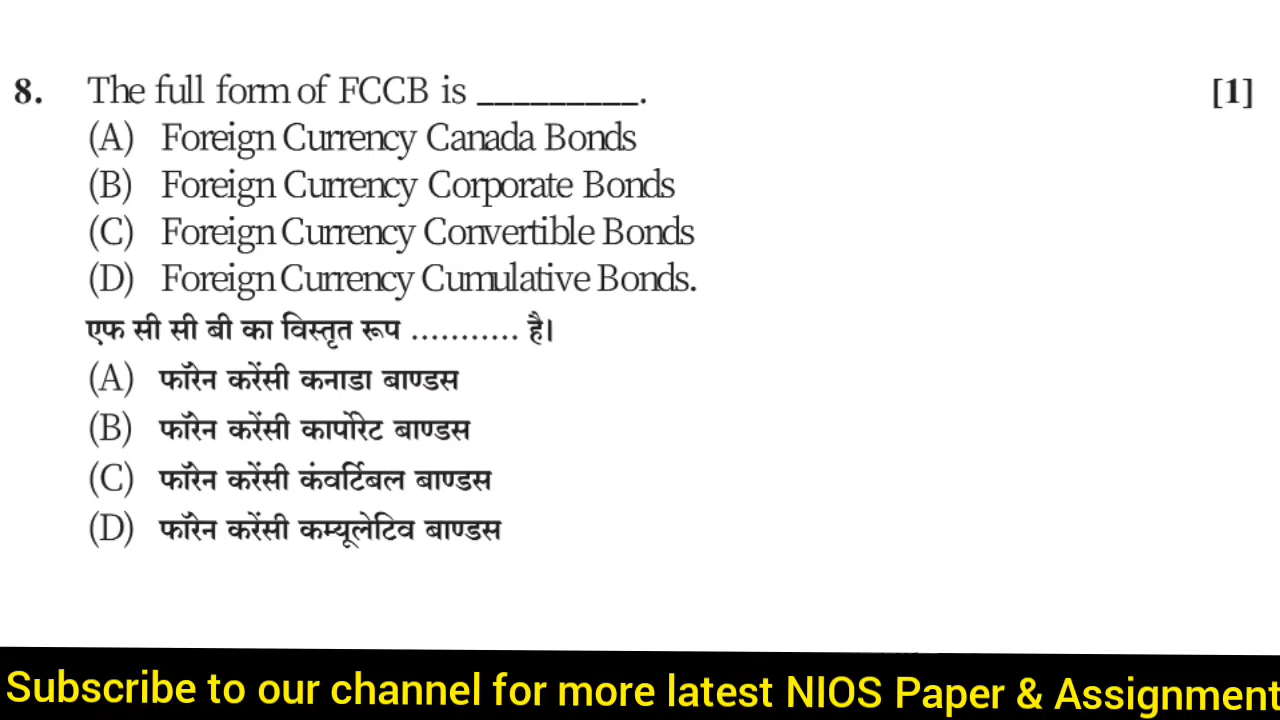 8. The full form of FCCB is _________. [1]
(A) Foreign Currency Canada Bonds
(B) Foreign Currency Corporate Bonds
(C) Foreign Currency Convertible Bonds
(D) Foreign Currency Cumulative Bonds.
एफ सी सी बी का विस्तृत रूप ........... है।
(A) फॉरेन करेंसी कनाडा बाण्डस
(B) फॉरेन करेंसी कार्पोरेट बाण्डस
(C) फॉरेन करेंसी कंवर्टिबल बाण्डस
(D) फॉरेन करेंसी कम्यूलेटिव बाण्डस
Subscribe to our channel for more latest NIOS Paper & Assignment